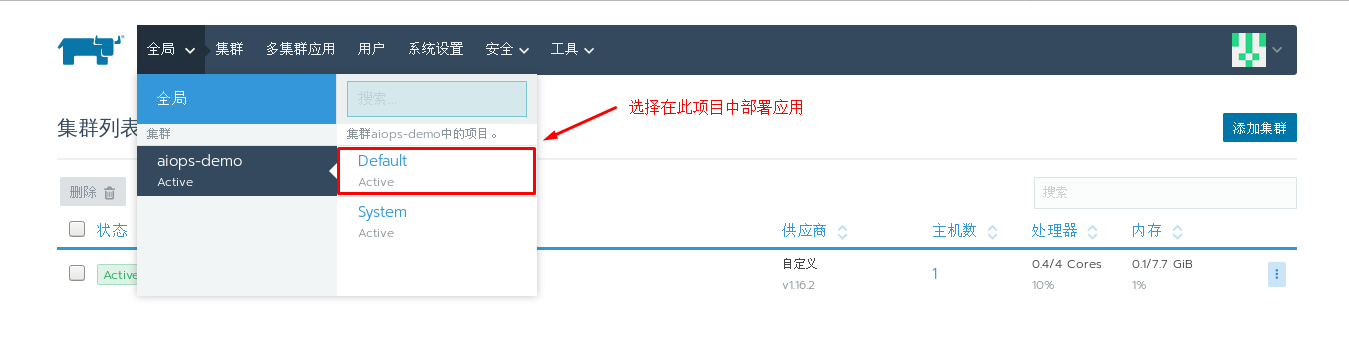 全局 集群 多集群应用 用户 系统设置 安全 工具
全局 搜索...
选择在此项目中部署应用
集群列表 添加集群
集群 集群aiops-demo中的项目。
aiops-demo Default
Active Active
删除 搜索
System
Active
状态 供应商 主机数 处理器 内存
Active 自定义 1 0.4/4 Cores 0.1/7.7 GiB
v1.16.2 10% 1%